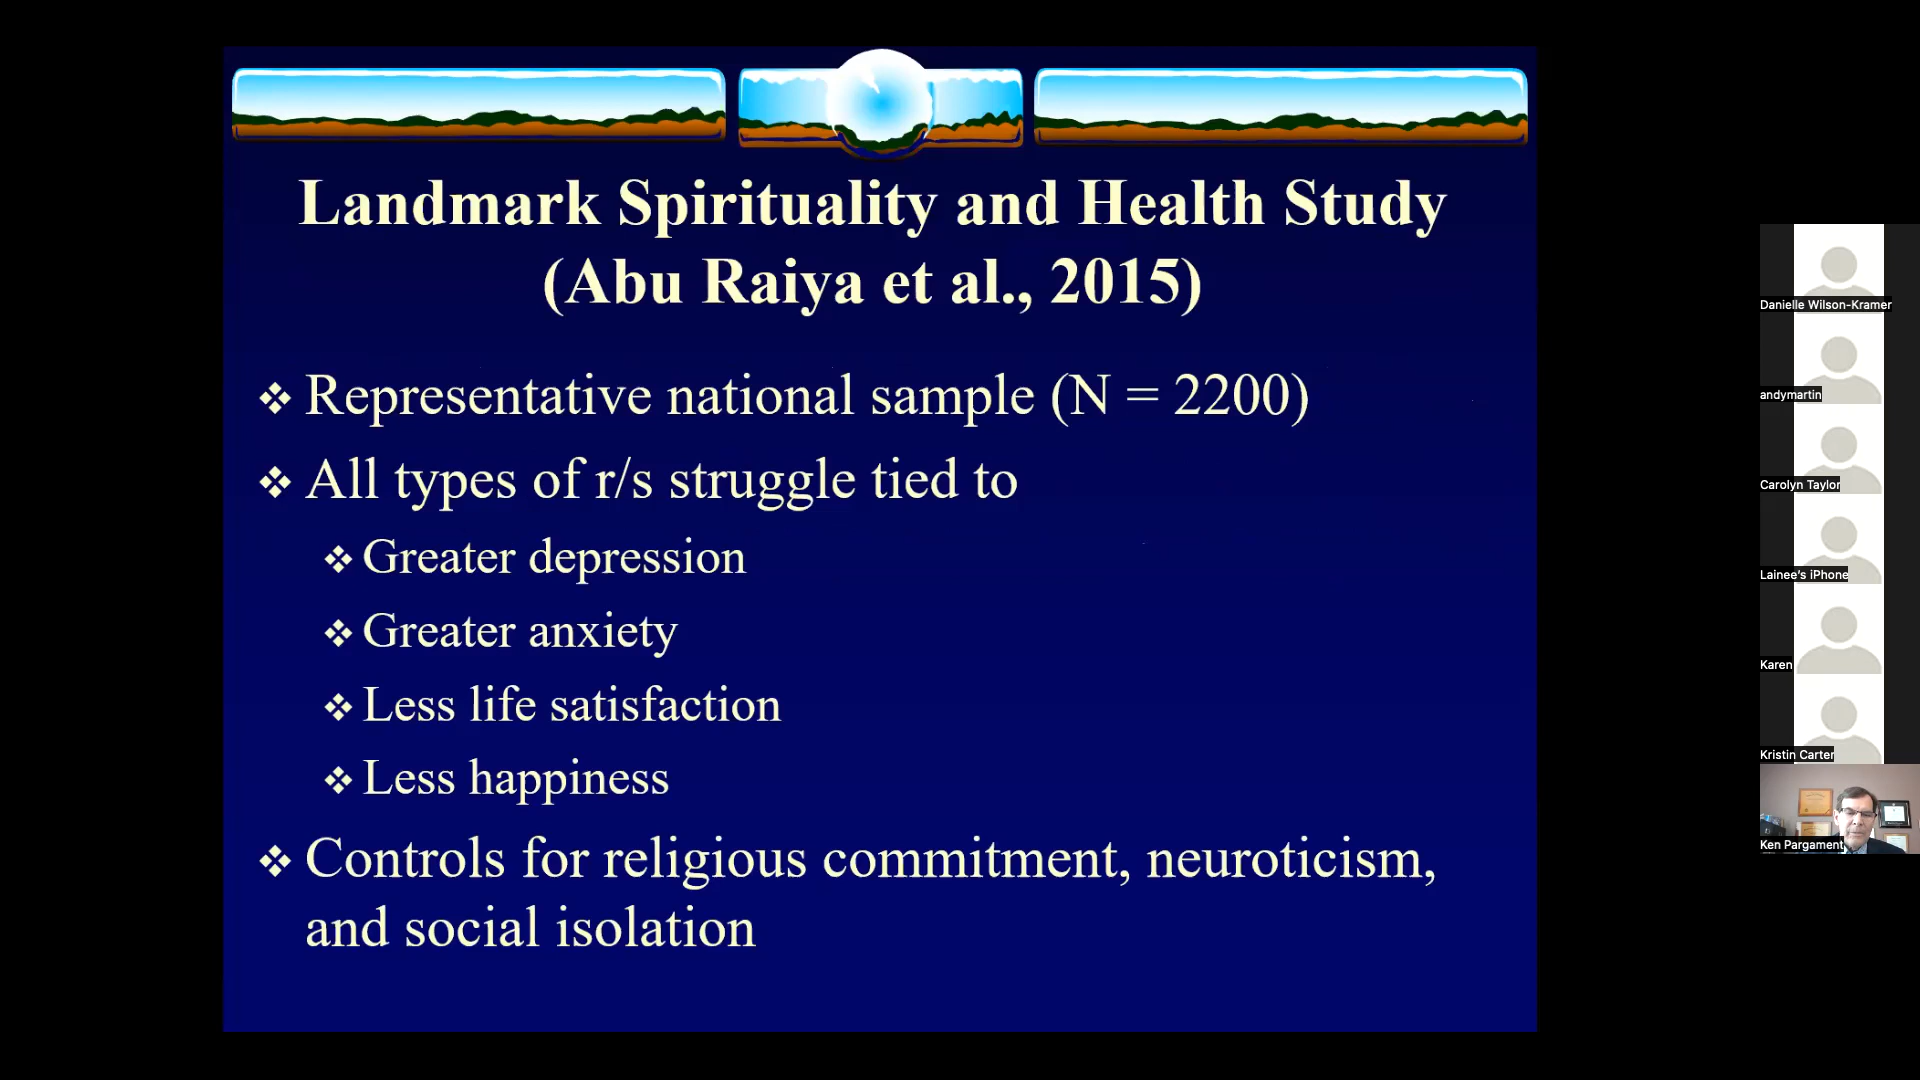 Landmark Spirituality and Health Study
(Abu Raiya et al., 2015)
Representative national sample (N = 2200)
All types of r/s struggle tied to
Greater depression
Greater anxiety
Less life satisfaction
Less happiness
Controls for religious commitment, neuroticism,
and social isolation
Danielle Wilson-Kramer
andymartin
Carolyn Taylor
Lainee’s iPhone
Karen
Kristin Carter
Ken Pargament